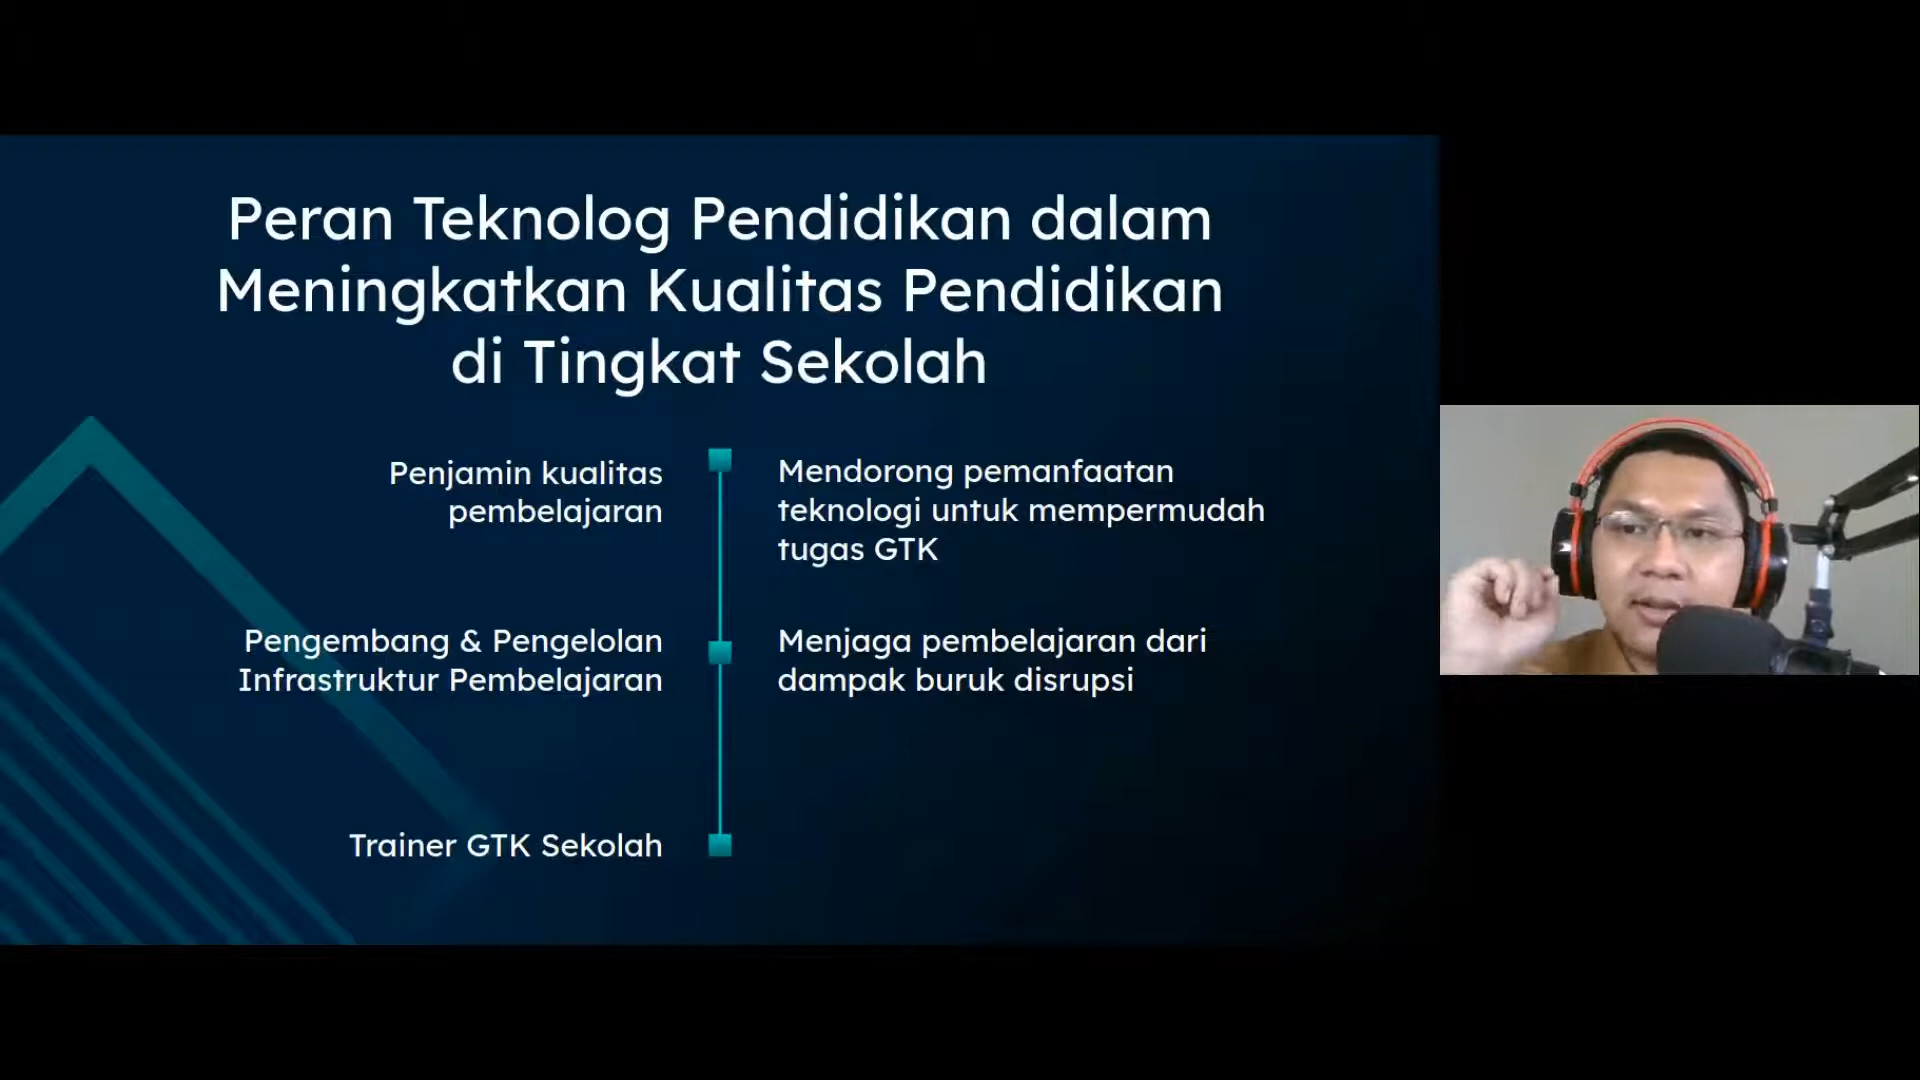 Peran Teknolog Pendidikan dalam
Meningkatkan Kualitas Pendidikan
di Tingkat Sekolah
Penjamin kualitas
pembelajaran
Mendorong pemanfaatan
teknologi untuk mempermudah
tugas GTK
Pengembang & Pengelolan
Infrastruktur Pembelajaran
Menjaga pembelajaran dari
dampak buruk disrupsi
Trainer GTK Sekolah